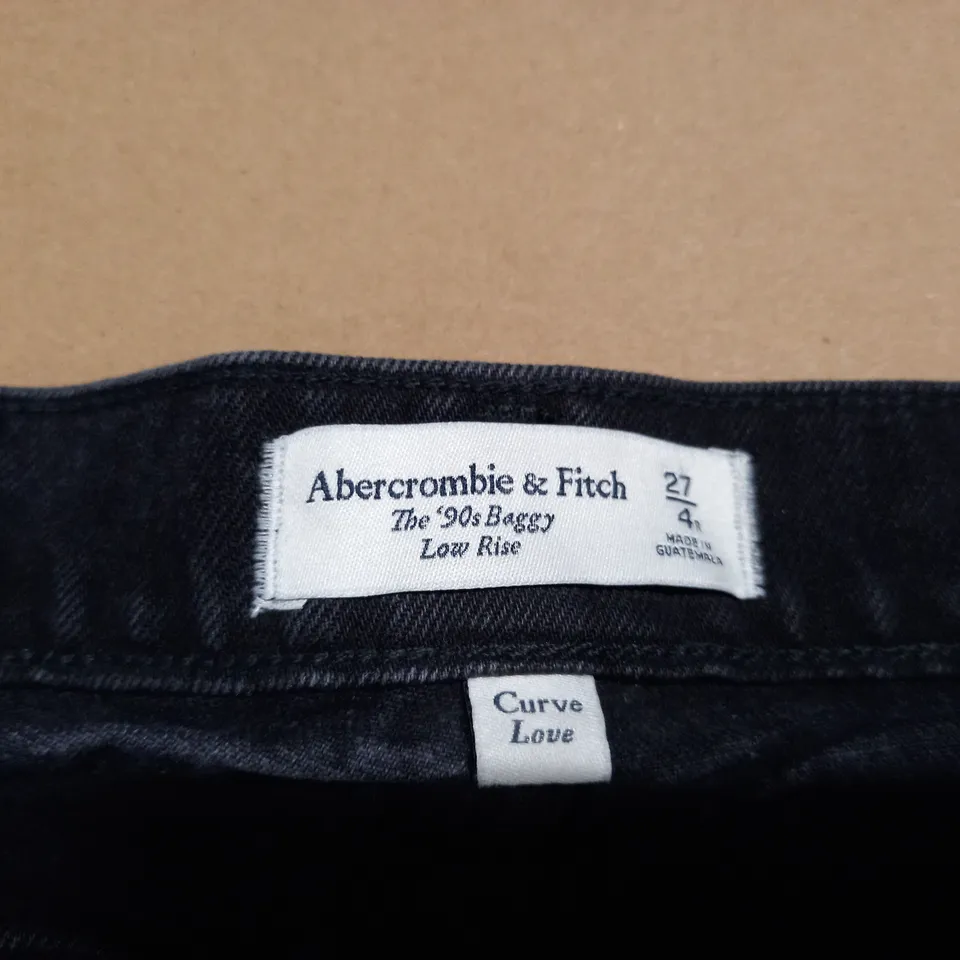 Abercrombie & Fitch
The '90s Baggy
Low Rise
27
4R
MADE IN
GUATEMALA
Curve
Love